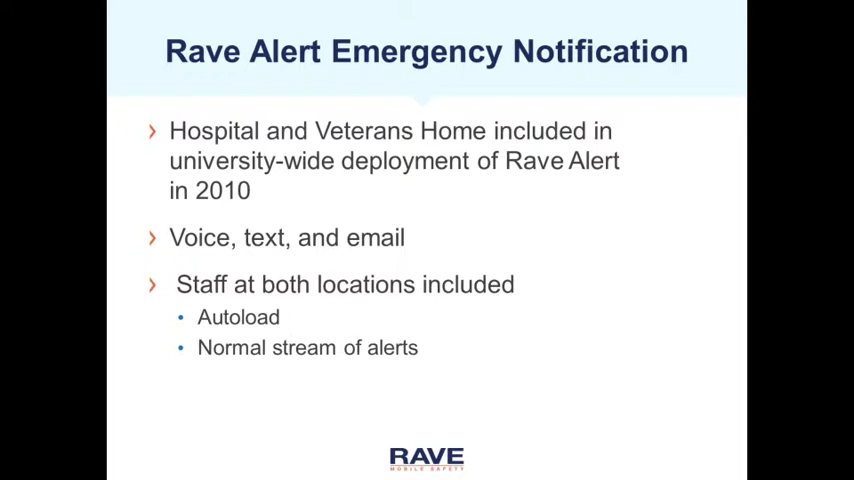 Rave Alert Emergency Notification
› Hospital and Veterans Home included in
university-wide deployment of Rave Alert
in 2010
› Voice, text, and email
› Staff at both locations included
• Autoload
• Normal stream of alerts
RAVE
MOBILE SAFETY